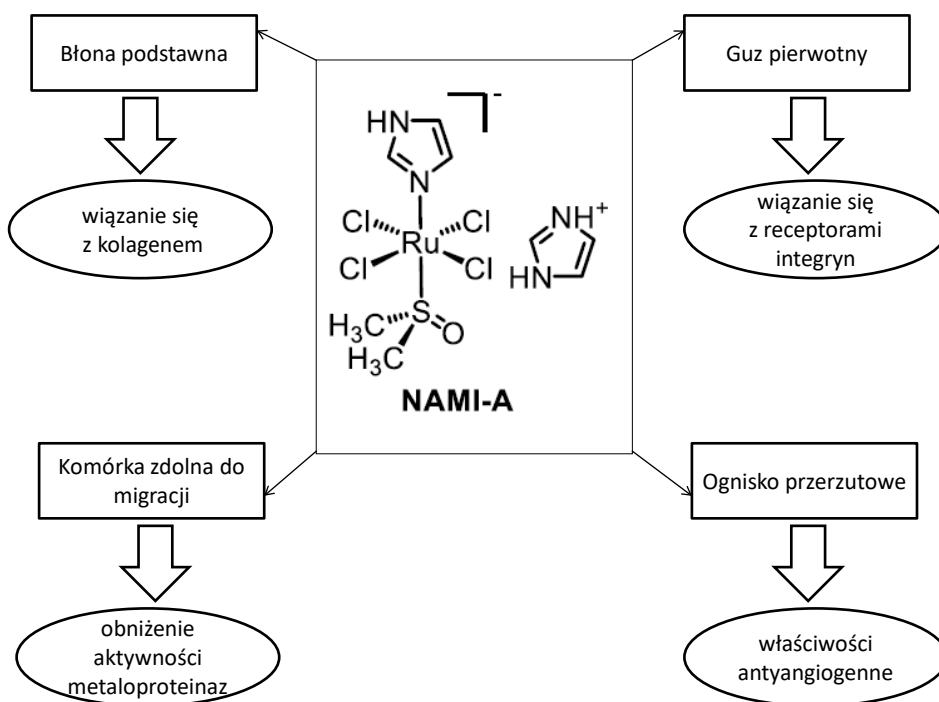 Błona podstawna
Guz pierwotny
wiązanie się
z kolagenem
wiązanie się
z receptorami
integryn
-
HN
N
Cl
Cl
Ru
Cl
Cl
H3C
S
O
H3C
NH+
HN
NAMI-A
Komórka zdolna do
migracji
Ognisko przerzutowe
obniżenie
aktywności
metaloproteinaz
właściwości
antyangiogenne